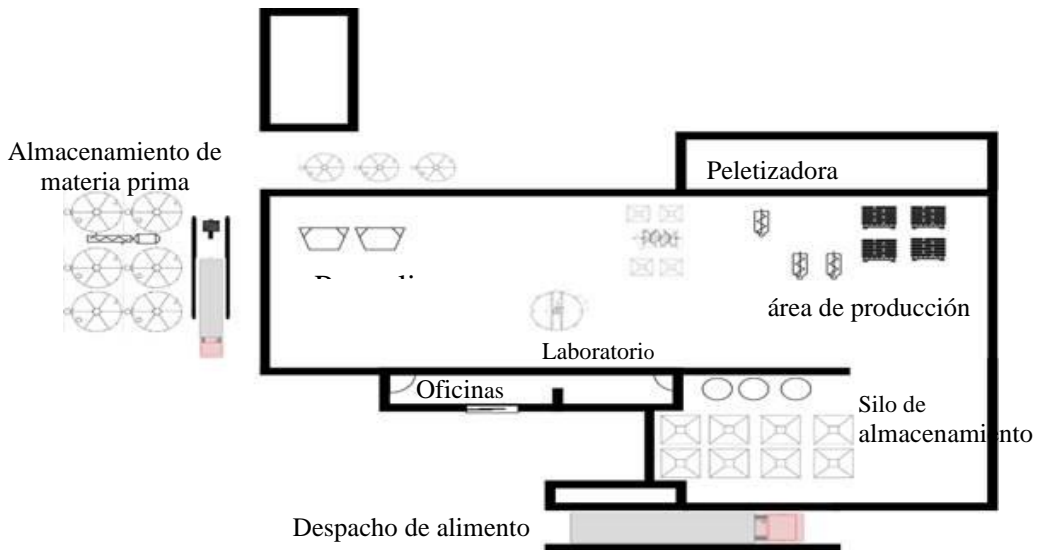 Almacenamiento de
materia prima
Peletizadora
área de producción
Laboratorio
Oficinas
Silo de
almacenamiento
Despacho de alimento